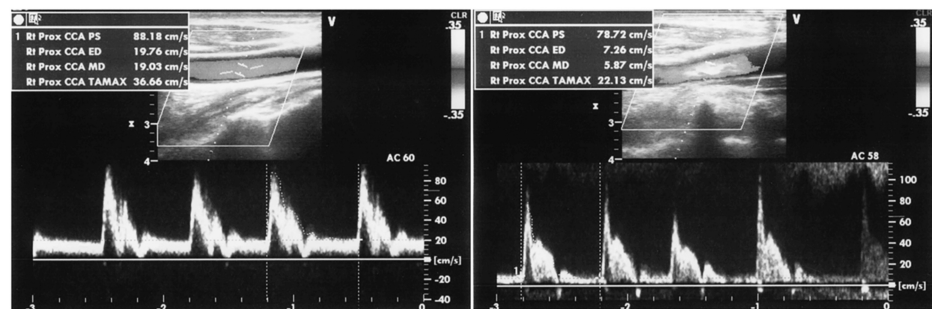 V
CLR
.35
-.35
1 Rt Prox CCA PS 88.18 cm/s
Rt Prox CCA ED 19.76 cm/s
Rt Prox CCA MD 19.03 cm/s
Rt Prox CCA TAMAX 36.66 cm/s
x
3
4
AC 60
80
60
40
20
[cm/s]
-20
-40
-3
-2
-1
0
V
CLR
.35
-.35
1 Rt Prox CCA PS 78.72 cm/s
Rt Prox CCA ED 7.26 cm/s
Rt Prox CCA MD 5.87 cm/s
Rt Prox CCA TAMAX 22.13 cm/s
x
3
4
AC 58
100
80
60
40
20
[cm/s]
1
-3
-2
-1
0